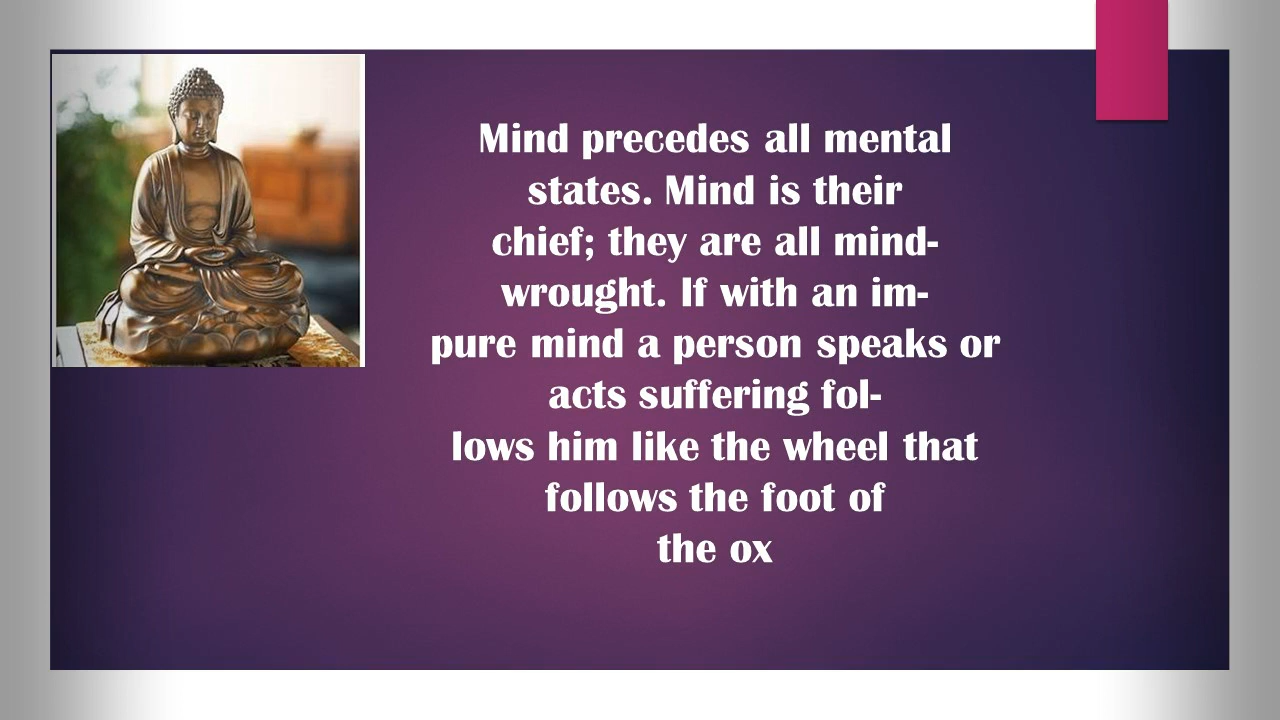 Mind precedes all mental
states. Mind is their
chief; they are all mind-
wrought. If with an im-
pure mind a person speaks or
acts suffering fol-
lows him like the wheel that
follows the foot of
the ox